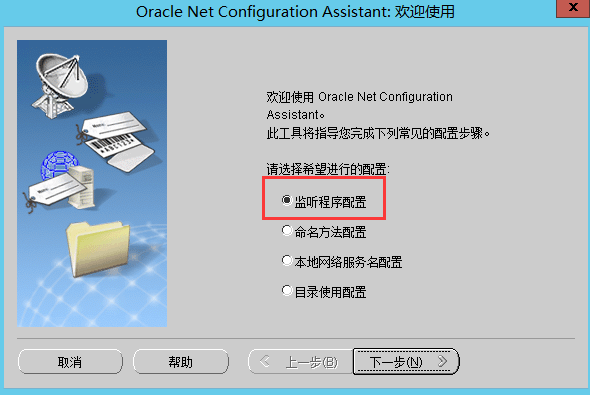 Oracle Net Configuration Assistant: 欢迎使用
X
欢迎使用 Oracle Net Configuration
Assistant。
此工具将指导您完成下列常见的配置步骤。
请选择希望进行的配置:
监听程序配置
命名方法配置
本地网络服务名配置
目录使用配置
取消
帮助
上一步(B)
下一步(N)